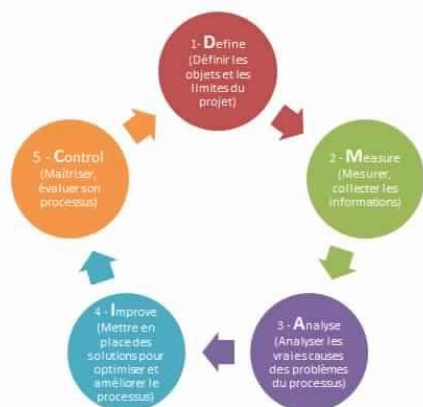 1- Define
(Définir les
objets et les
limites du
projet)
2 - Measure
(Mesurer,
collecter les
informations)
3 - Analyse
(Analyser les
vraies causes
des problèmes
du processus)
4 - Improve
(Mettre en
place des
solutions pour
optimiser et
améliorer le
processus)
5 - Control
(Maîtriser,
évaluer son
processus)